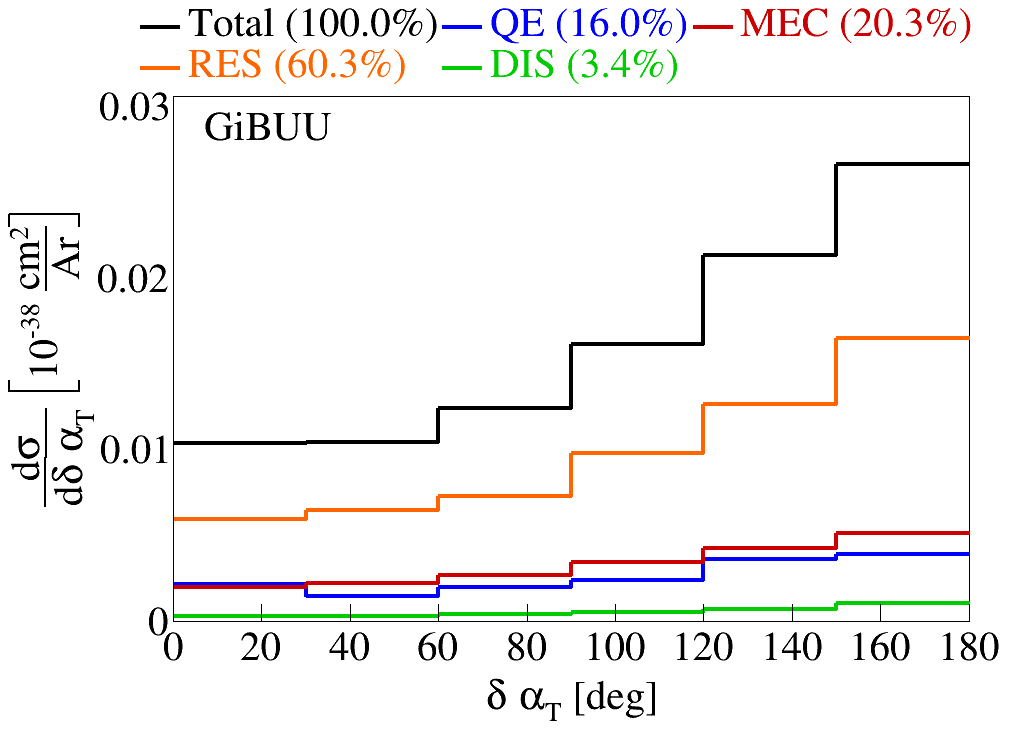 Total (100.0%) QE (16.0%) MEC (20.3%)
RES (60.3%) DIS (3.4%)
GiBUU
0.03
0.02
0.01
0
dσ/dδ α_T [10^-38 cm^2/Ar]
0 20 40 60 80 100 120 140 160 180
δ α_T [deg]